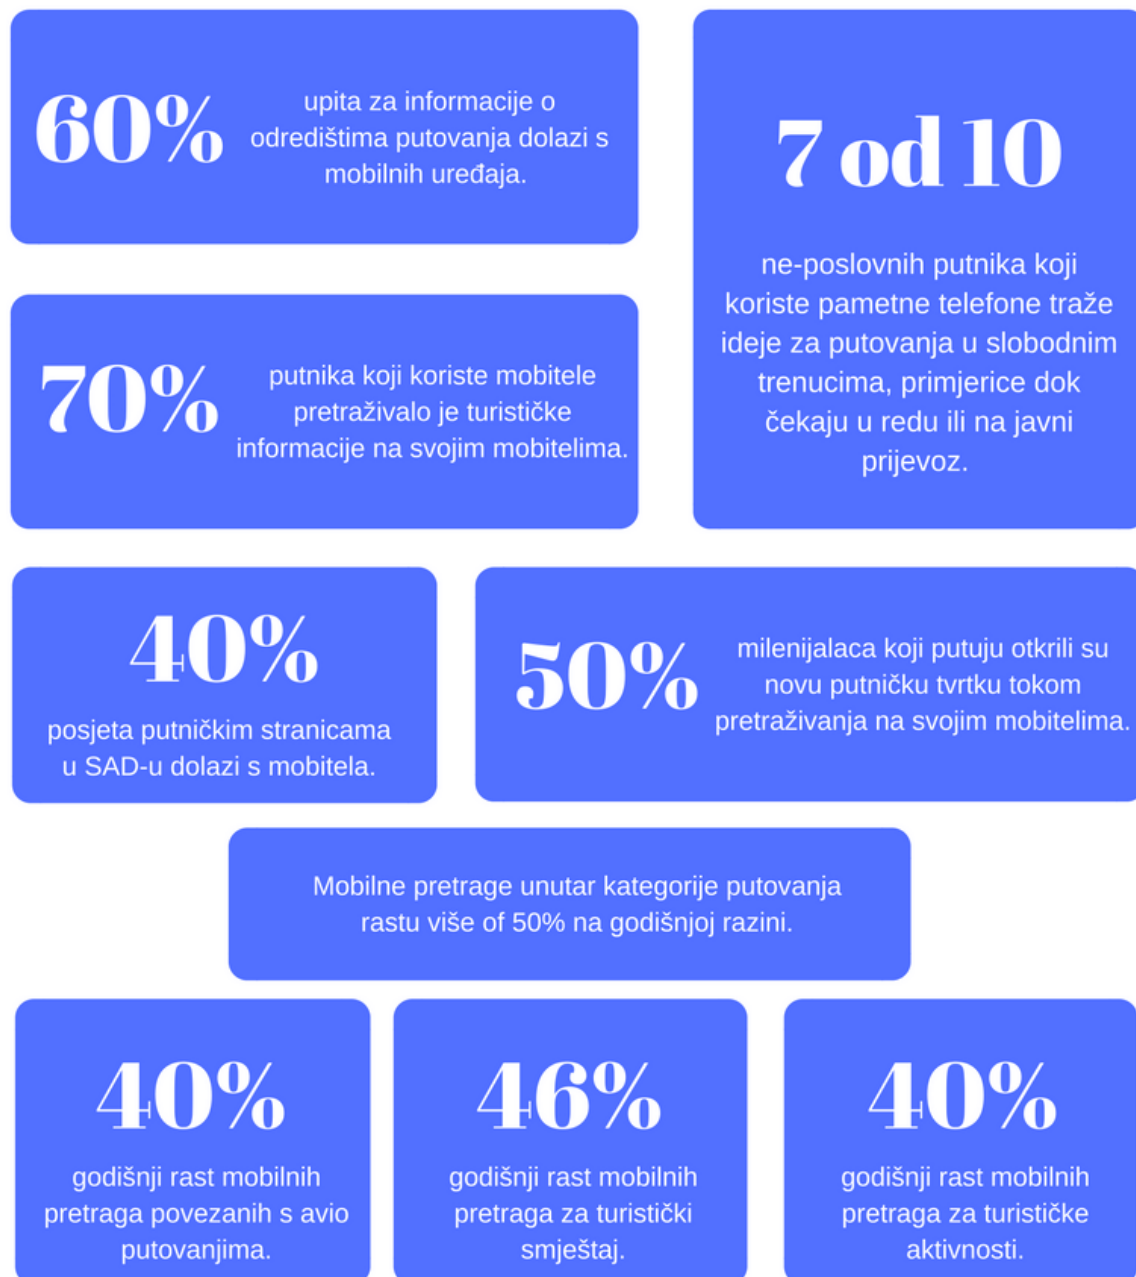 60%
upita za informacije o
odredištima putovanja dolazi s
mobilnih uređaja.
7 od 10
ne-poslovnih putnika koji
koriste pametne telefone traže
ideje za putovanja u slobodnim
trenucima, primjerice dok
čekaju u redu ili na javni
prijevoz.
70%
putnika koji koriste mobitele
pretraživalo je turističke
informacije na svojim mobitelima.
40%
posjeta putničkim stranicama
u SAD-u dolazi s mobitela.
50%
milenijalaca koji putuju otkrili su
novu putničku tvrtku tokom
pretraživanja na svojim mobitelima.
Mobilne pretrage unutar kategorije putovanja
rastu više of 50% na godišnjoj razini.
40%
godišnji rast mobilnih
pretraga povezanih s avio
putovanjima.
46%
godišnji rast mobilnih
pretraga za turistički
smještaj.
40%
godišnji rast mobilnih
pretraga za turističke
aktivnosti.